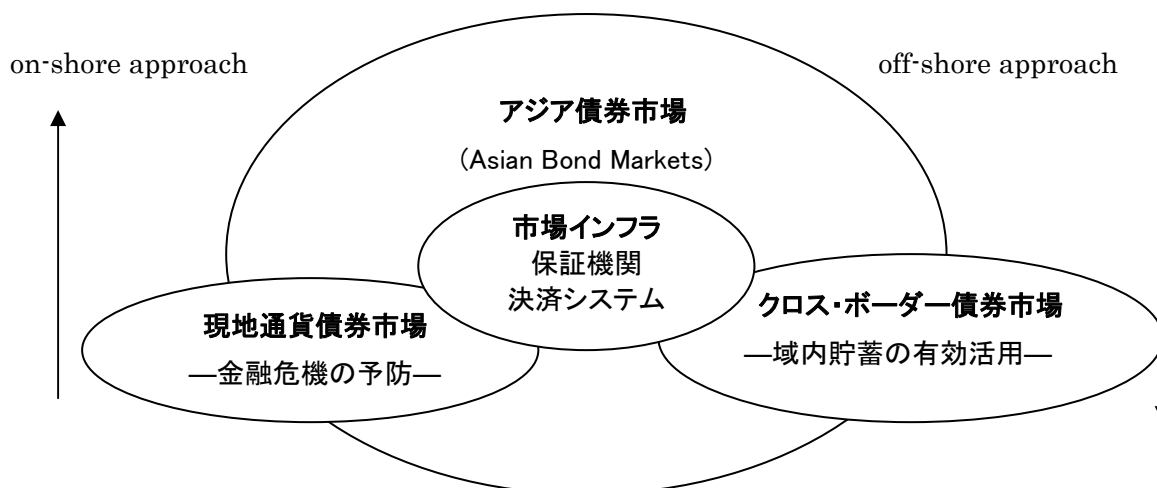 on-shore approach
off-shore approach
アジア債券市場
(Asian Bond Markets)
市場インフラ
保証機関
決済システム
現地通貨債券市場
―金融危機の予防―
クロス・ボーダー債券市場
―域内貯蓄の有効活用―